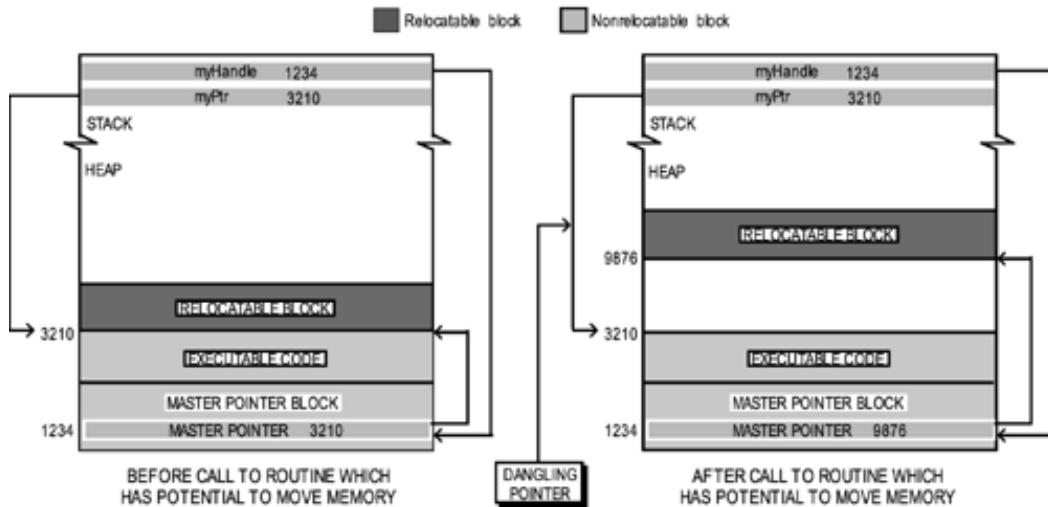 Relocatable block Nonrelocatable block
myHandle 1234
myPtr 3210
STACK
HEAP
RELOCATABLE BLOCK
3210
EXECUTABLE CODE
MASTER POINTER BLOCK
1234 MASTER POINTER 3210
BEFORE CALL TO ROUTINE WHICH
HAS POTENTIAL TO MOVE MEMORY
DANGLING
POINTER
myHandle 1234
myPtr 3210
STACK
HEAP
RELOCATABLE BLOCK
9876
3210
EXECUTABLE CODE
MASTER POINTER BLOCK
1234 MASTER POINTER 9876
AFTER CALL TO ROUTINE WHICH
HAS POTENTIAL TO MOVE MEMORY